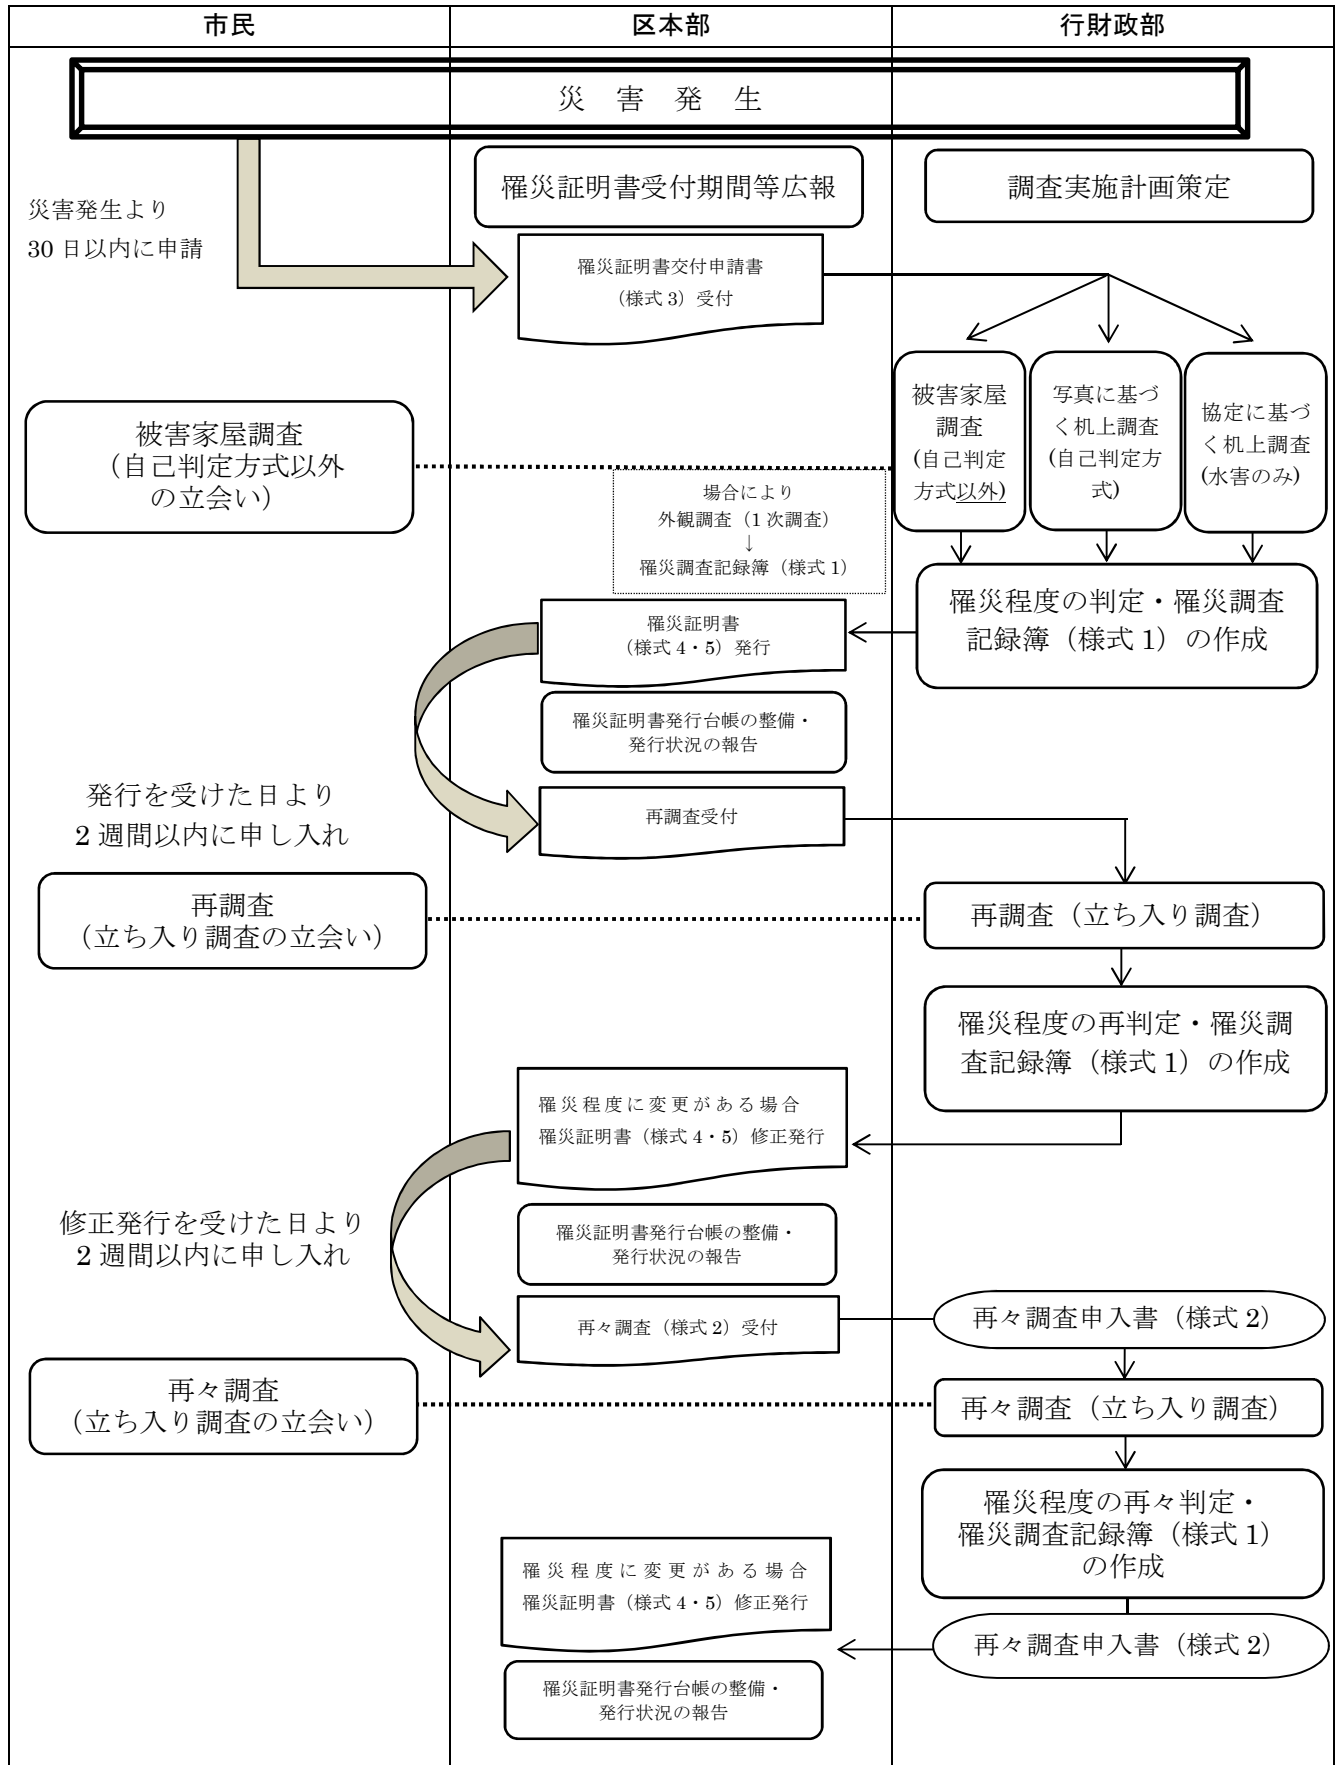 市民
区本部
行財政部
災 害 発 生
罹災証明書受付期間等広報
調査実施計画策定
災害発生より
30 日以内に申請
罹災証明書交付申請書
（様式 3）受付
被害家屋
調査
(自己判定
方式以外)
写真に基づ
く机上調査
(自己判定方
式)
協定に基づ
く机上調査
(水害のみ)
被害家屋調査
（自己判定方式以外
の立会い）
場合により
外観調査（1 次調査）
↓
罹災調査記録簿（様式 1）
罹災程度の判定・罹災調査
記録簿（様式 1）の作成
罹災証明書
（様式 4・5）発行
罹災証明書発行台帳の整備・
発行状況の報告
発行を受けた日より
2 週間以内に申し入れ
再調査受付
再調査
（立ち入り調査の立会い）
再調査（立ち入り調査）
罹災程度の再判定・罹災調
査記録簿（様式 1）の作成
罹災程度に変更がある場合
罹災証明書（様式 4・5）修正発行
修正発行を受けた日より
2 週間以内に申し入れ
罹災証明書発行台帳の整備・
発行状況の報告
再々調査（様式 2）受付
再々調査申入書（様式 2）
再々調査
（立ち入り調査の立会い）
再々調査（立ち入り調査）
罹災程度の再々判定・
罹災調査記録簿（様式 1）
の作成
罹災程度に変更がある場合
罹災証明書（様式 4・5）修正発行
再々調査申入書（様式 2）
罹災証明書発行台帳の整備・
発行状況の報告